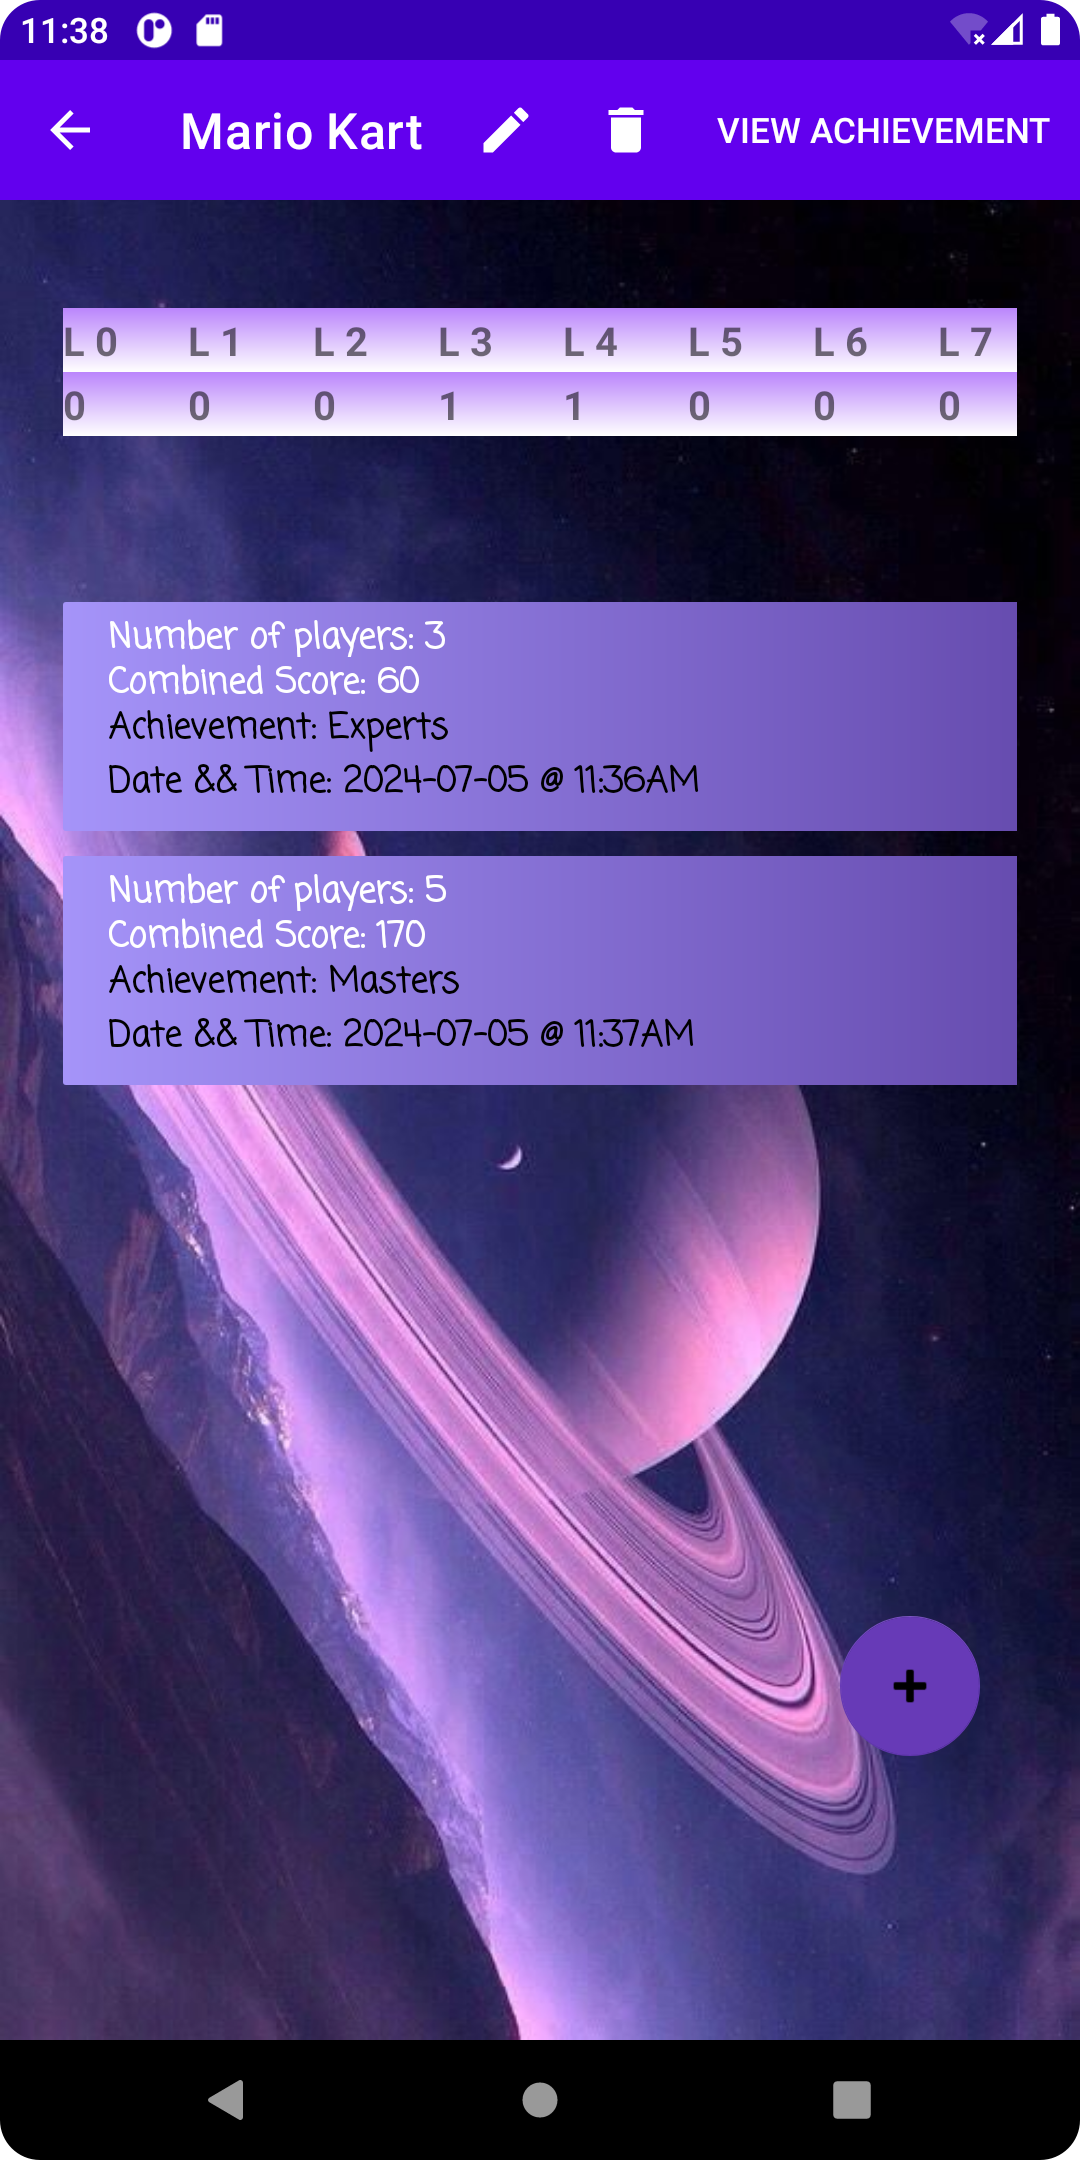 11:38
Mario Kart VIEW ACHIEVEMENT
L 0 L 1 L 2 L 3 L 4 L 5 L 6 L 7
0 0 0 1 1 0 0 0
Number of players: 3
Combined Score: 60
Achievement: Experts
Date && Time: 2024-07-05 @ 11:36AM
Number of players: 5
Combined Score: 170
Achievement: Masters
Date && Time: 2024-07-05 @ 11:37AM